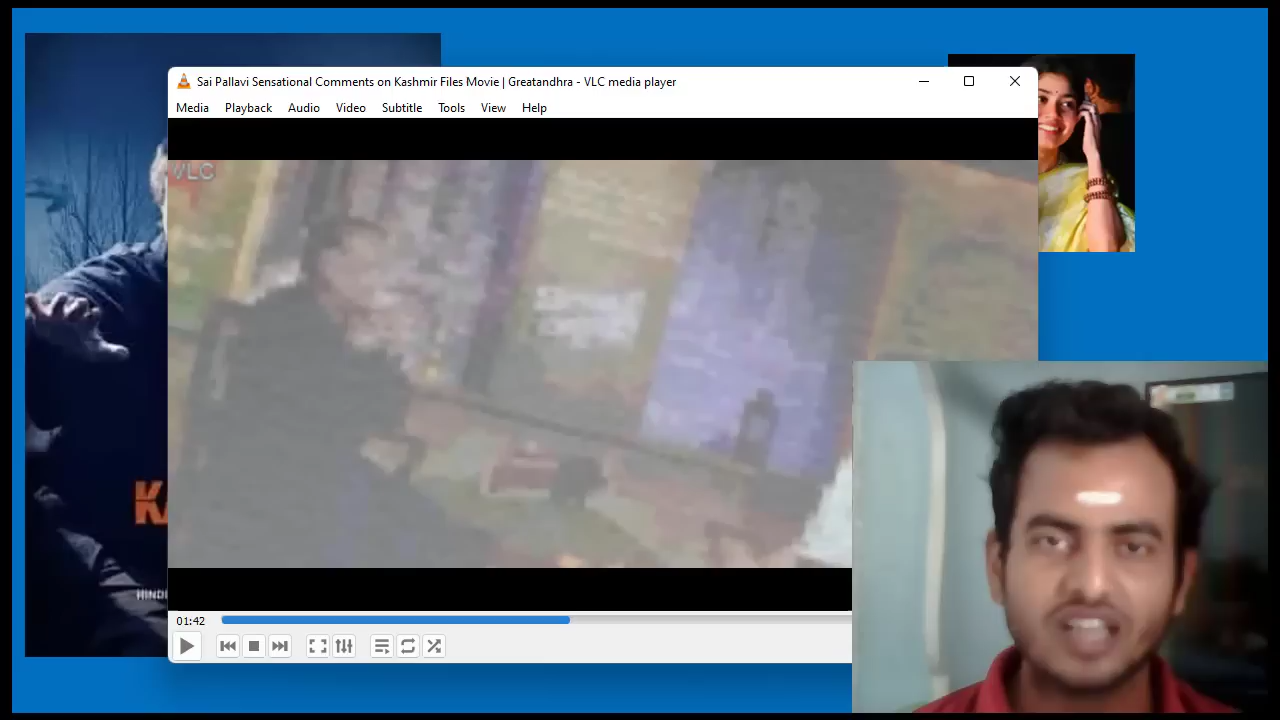 Sai Pallavi Sensational Comments on Kashmir Files Movie | Greatandhra - VLC media player
Media Playback Audio Video Subtitle Tools View Help
VLC
KA
HINDI
01:42